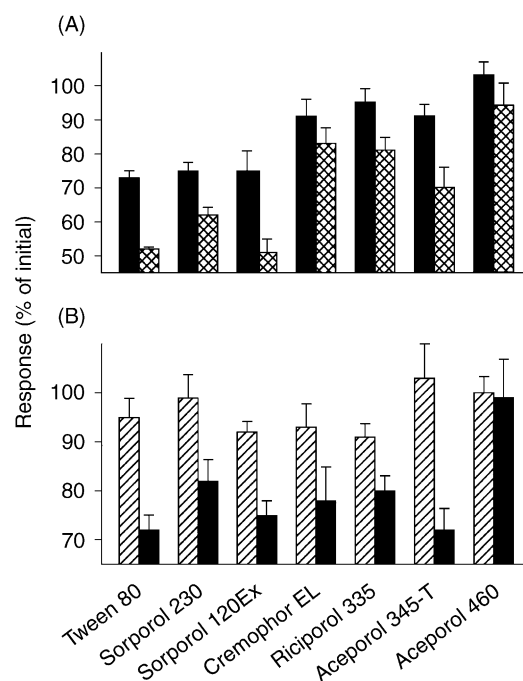 (A)
100
90
80
70
60
50
Response (% of initial)
(B)
100
90
80
70
Tween 80
Sorporol 230
Sorporol 120Ex
Cremophor EL
Riciporol 335
Aceporol 345-T
Aceporol 460